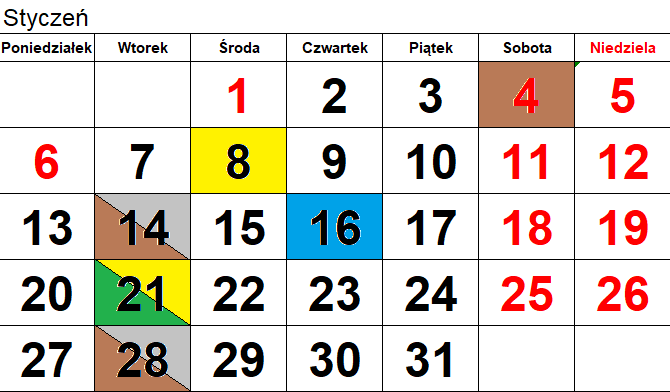 Styczeń
Poniedziałek Wtorek Środa Czwartek Piątek Sobota Niedziela
1 2 3 4 5
6 7 8 9 10 11 12
13 14 15 16 17 18 19
20 21 22 23 24 25 26
27 28 29 30 31